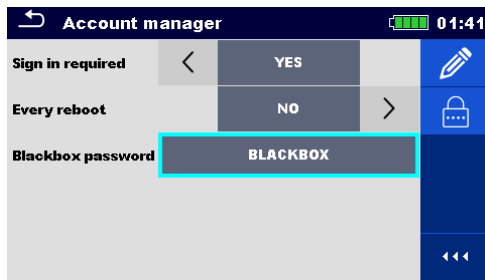 Account manager 01:41
Sign in required YES
Every reboot NO
Blackbox password BLACKBOX